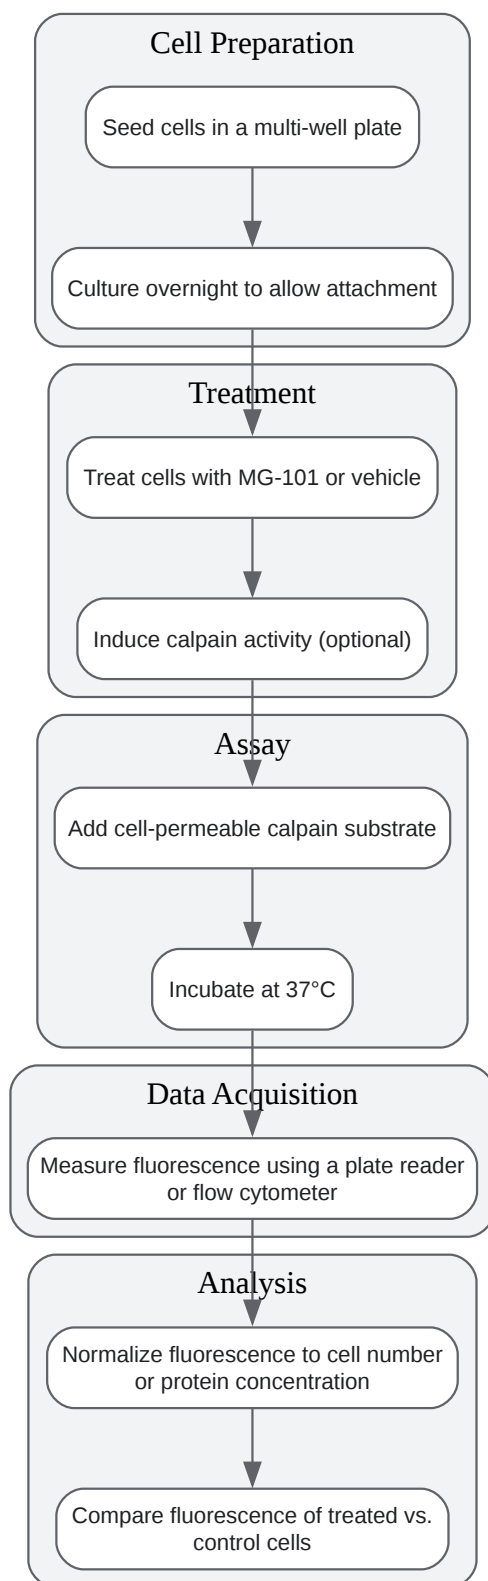 Cell Preparation
Seed cells in a multi-well plate
Culture overnight to allow attachment
Treatment
Treat cells with MG-101 or vehicle
Induce calpain activity (optional)
Assay
Add cell-permeable calpain substrate
Incubate at 37°C
Data Acquisition
Measure fluorescence using a plate reader
or flow cytometer
Analysis
Normalize fluorescence to cell number
or protein concentration
Compare fluorescence of treated vs.
control cells